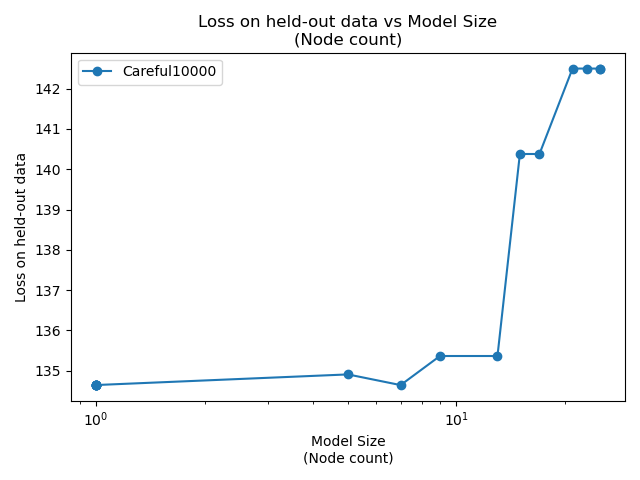 Loss on held-out data vs Model Size
(Node count)
Careful10000
142
141
140
139
138
137
136
135
Loss on held-out data
10⁰
10¹
Model Size
(Node count)